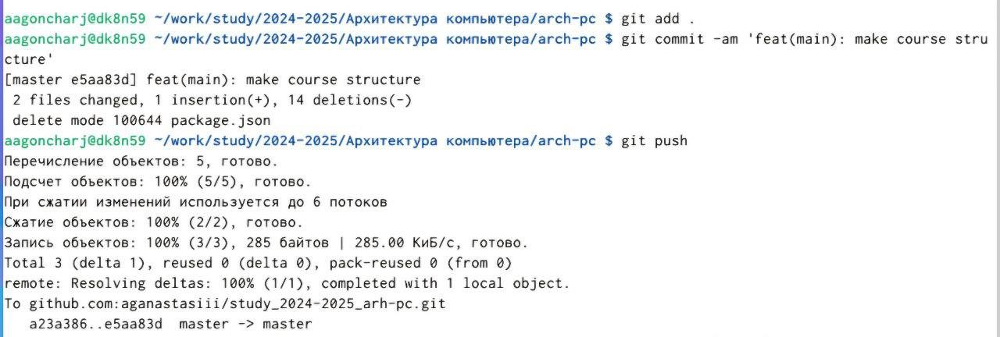 aagoncharj@dk8n59 ~/work/study/2024-2025/Архитектура компьютера/arch-pc $ git add .
aagoncharj@dk8n59 ~/work/study/2024-2025/Архитектура компьютера/arch-pc $ git commit -am 'feat(main): make course stru
cture'
[master e5aa83d] feat(main): make course structure
 2 files changed, 1 insertion(+), 14 deletions(-)
 delete mode 100644 package.json
aagoncharj@dk8n59 ~/work/study/2024-2025/Архитектура компьютера/arch-pc $ git push
Перечисление объектов: 5, готово.
Подсчет объектов: 100% (5/5), готово.
При сжатии изменений используется до 6 потоков
Сжатие объектов: 100% (2/2), готово.
Запись объектов: 100% (3/3), 285 байтов | 285.00 КиБ/с, готово.
Total 3 (delta 1), reused 0 (delta 0), pack-reused 0 (from 0)
remote: Resolving deltas: 100% (1/1), completed with 1 local object.
To github.com:aganastasiii/study_2024-2025_arh-pc.git
   a23a386..e5aa83d  master -> master